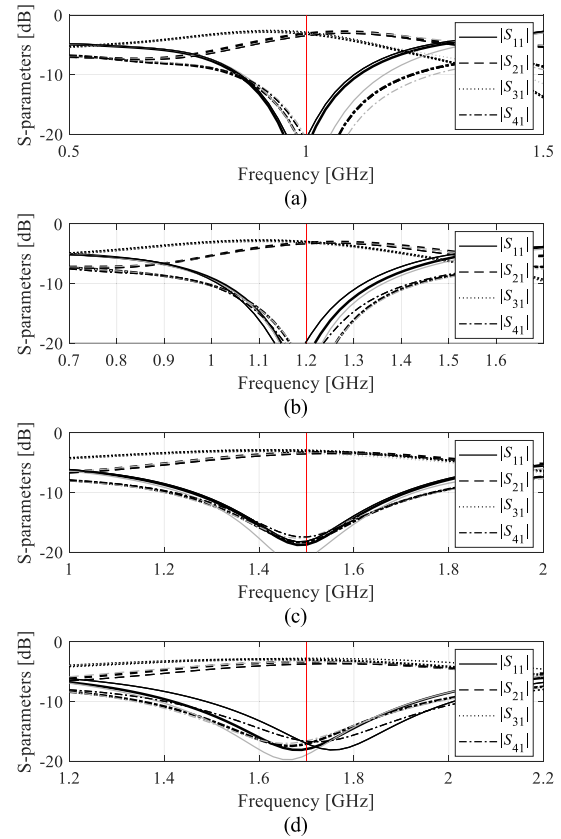 S-parameters [dB]
0
-10
-20
0.5
1
1.5
Frequency [GHz]
|S11|
|S21|
|S31|
|S41|
(a)
S-parameters [dB]
0
-10
-20
0.7
0.8
0.9
1
1.1
1.2
1.3
1.4
1.5
1.6
Frequency [GHz]
|S11|
|S21|
|S31|
|S41|
(b)
S-parameters [dB]
0
-10
-20
1
1.2
1.4
1.6
1.8
2
Frequency [GHz]
|S11|
|S21|
|S31|
|S41|
(c)
S-parameters [dB]
0
-10
-20
1.2
1.4
1.6
1.8
2
2.2
Frequency [GHz]
|S11|
|S21|
|S31|
|S41|
(d)